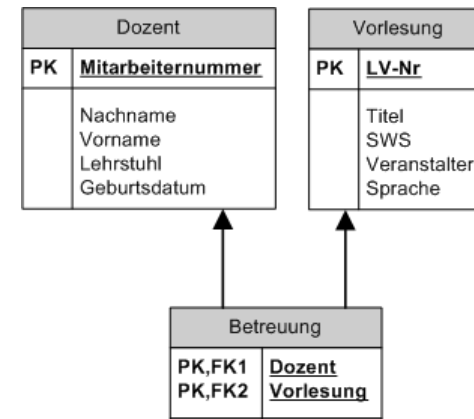 Dozent
PK Mitarbeiternummer
Nachname
Vorname
Lehrstuhl
Geburtsdatum
Vorlesung
PK LV-Nr
Titel
SWS
Veranstalter
Sprache
Betreuung
PK,FK1 Dozent
PK,FK2 Vorlesung